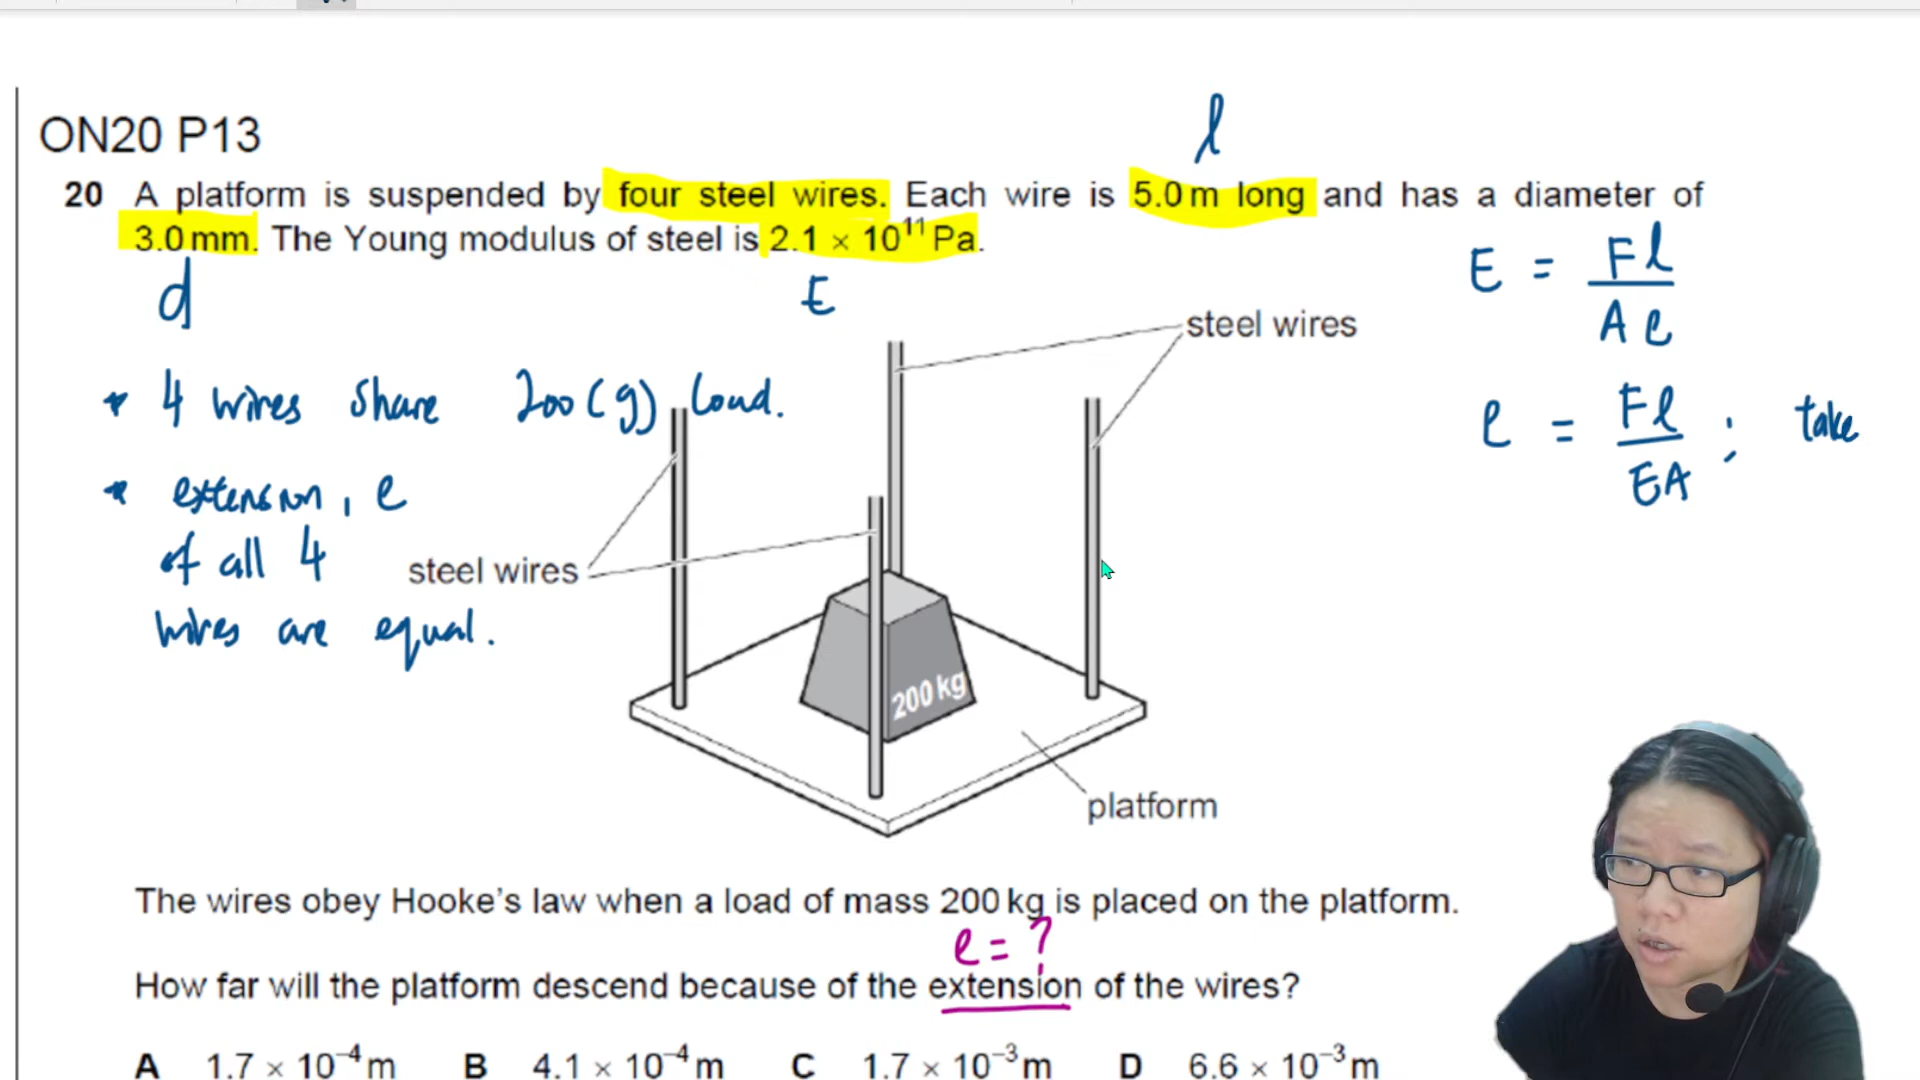 ON20 P13
l
20 A platform is suspended by four steel wires. Each wire is 5.0 m long and has a diameter of
3.0 mm. The Young modulus of steel is 2.1 × 10¹¹ Pa.
d
E
E = Fl / Ae
steel wires
* 4 wires share 200(g) load.
e = Fl / EA ; take
* extension, e
of all 4
steel wires
wires are equal.
200 kg
platform
The wires obey Hooke's law when a load of mass 200 kg is placed on the platform.
e = ?
How far will the platform descend because of the extension of the wires?
A 1.7 × 10⁻⁴ m B 4.1 × 10⁻⁴ m C 1.7 × 10⁻³ m D 6.6 × 10⁻³ m